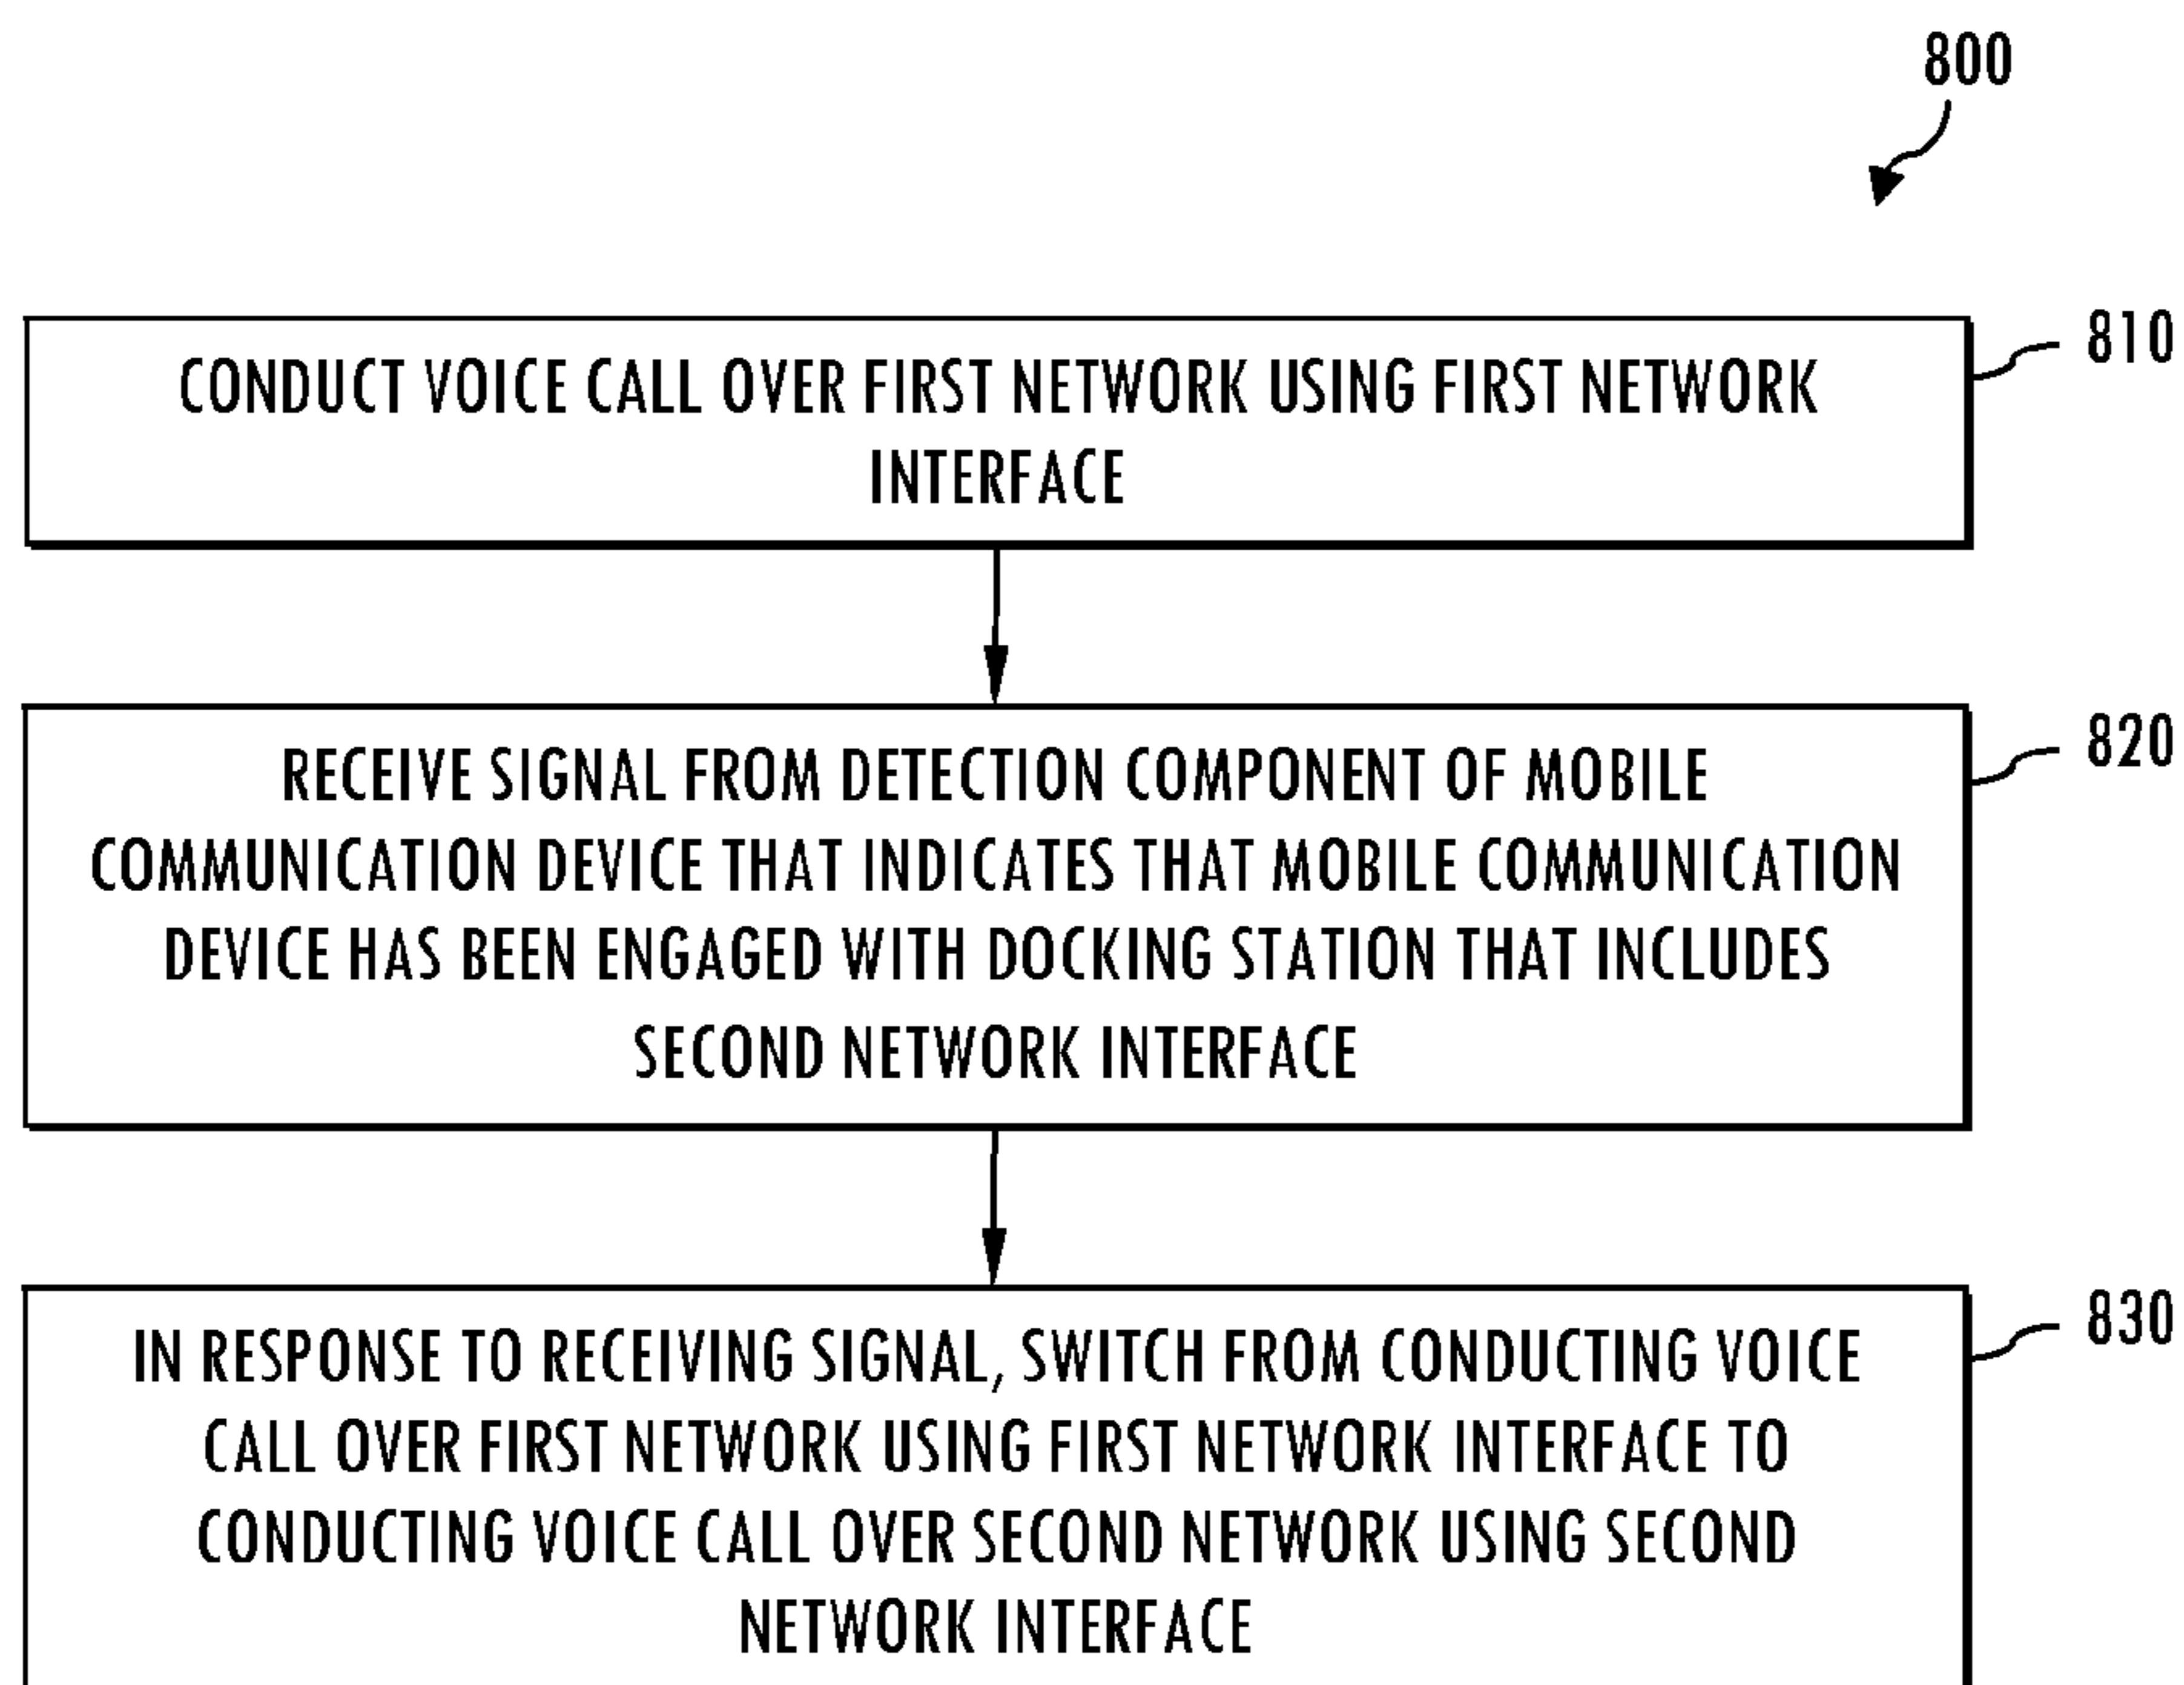 800
810
CONDUCT VOICE CALL OVER FIRST NETWORK USING FIRST NETWORK
INTERFACE
820
RECEIVE SIGNAL FROM DETECTION COMPONENT OF MOBILE
COMMUNICATION DEVICE THAT INDICATES THAT MOBILE COMMUNICATION
DEVICE HAS BEEN ENGAGED WITH DOCKING STATION THAT INCLUDES
SECOND NETWORK INTERFACE
830
IN RESPONSE TO RECEIVING SIGNAL, SWITCH FROM CONDUCTING VOICE
CALL OVER FIRST NETWORK USING FIRST NETWORK INTERFACE TO
CONDUCTING VOICE CALL OVER SECOND NETWORK USING SECOND
NETWORK INTERFACE